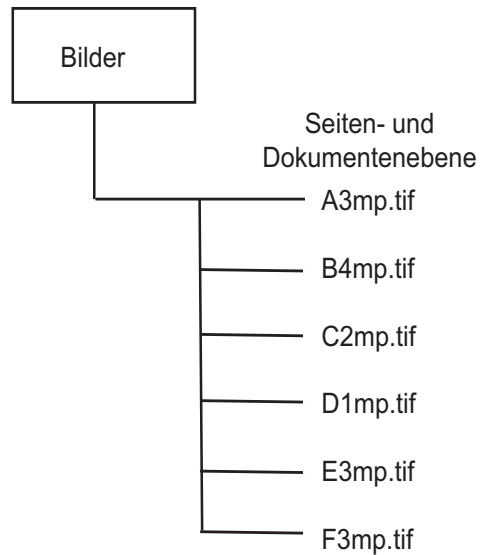 Bilder
Seiten- und
Dokumentenebene
A3mp.tif
B4mp.tif
C2mp.tif
D1mp.tif
E3mp.tif
F3mp.tif